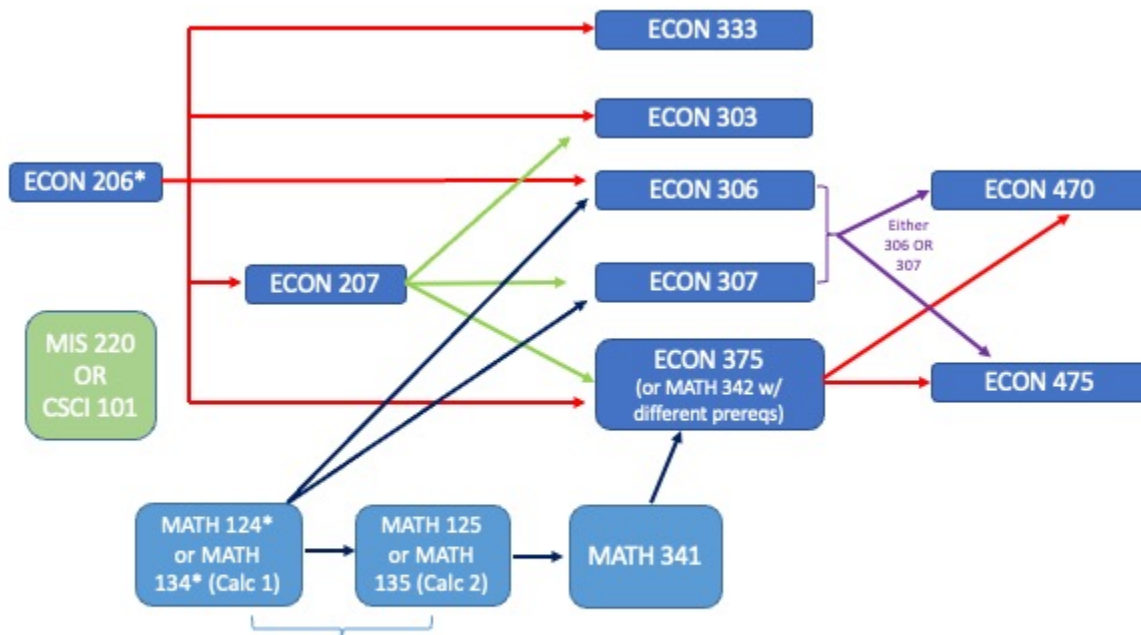 ECON 333
ECON 303
ECON 206*
ECON 306
ECON 470
Either
306 OR
307
ECON 207
ECON 307
MIS 220
OR
CSCI 101
ECON 375
(or MATH 342 w/
different prereqs)
ECON 475
MATH 124*
or MATH
134* (Calc 1)
MATH 125
or MATH
135 (Calc 2)
MATH 341